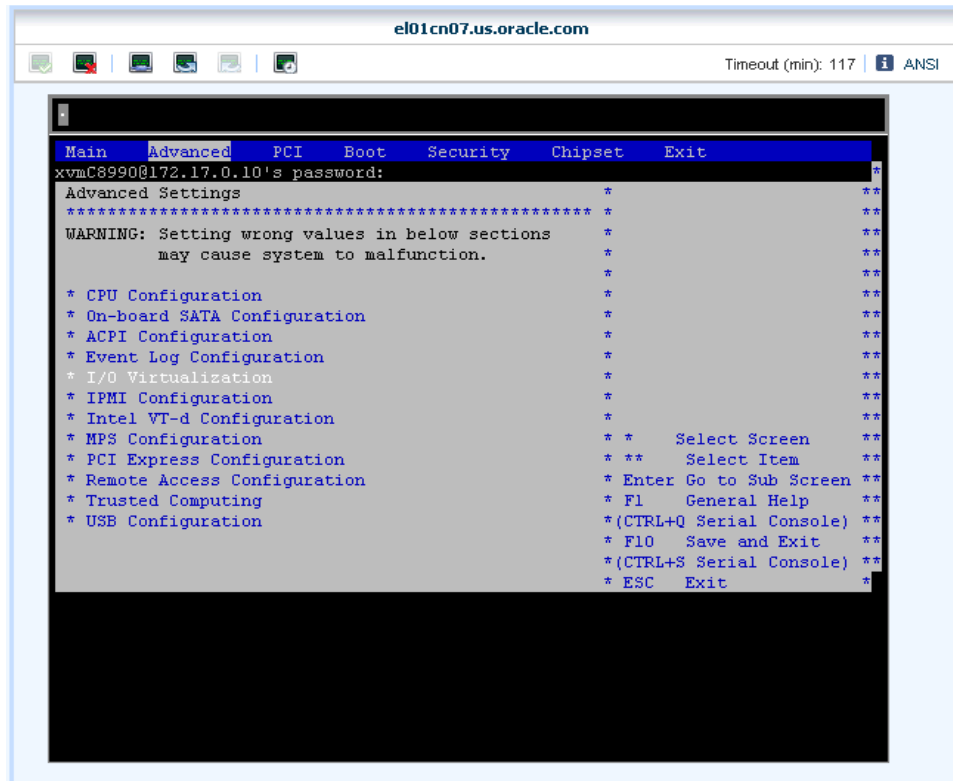 el01cn07.us.oracle.com
Timeout (min): 117 i ANSI
Main Advanced PCI Boot Security Chipset Exit
xvmC8990@172.17.0.10's password: *
Advanced Settings * **
*************************************************** * **
WARNING: Setting wrong values in below sections * **
may cause system to malfunction. * **
* **
* CPU Configuration * **
* On-board SATA Configuration * **
* ACPI Configuration * **
* Event Log Configuration * **
* I/O Virtualization * **
* IPMI Configuration * **
* Intel VT-d Configuration * **
* MPS Configuration * * Select Screen **
* PCI Express Configuration * ** Select Item **
* Remote Access Configuration * Enter Go to Sub Screen **
* Trusted Computing * F1 General Help **
* USB Configuration *(CTRL+Q Serial Console) **
* F10 Save and Exit **
*(CTRL+S Serial Console) **
* ESC Exit *